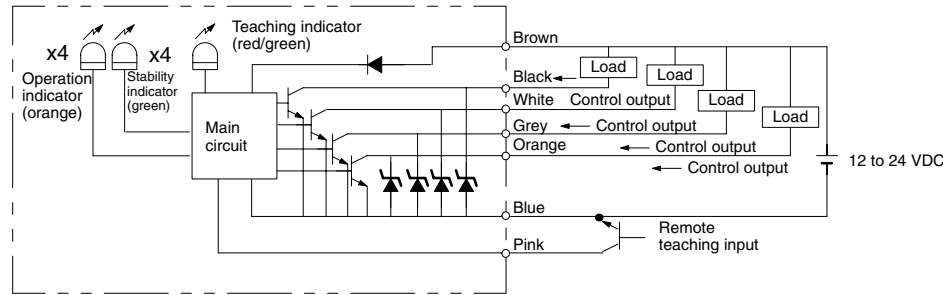 x4
x4
Teaching indicator
(red/green)
Operation
indicator
(orange)
Stability
indicator
(green)
Main
circuit
Brown
Black
White
Grey
Orange
Blue
Pink
Load
Load
Load
Load
Control output
Control output
Control output
Control output
12 to 24 VDC
Remote
teaching input